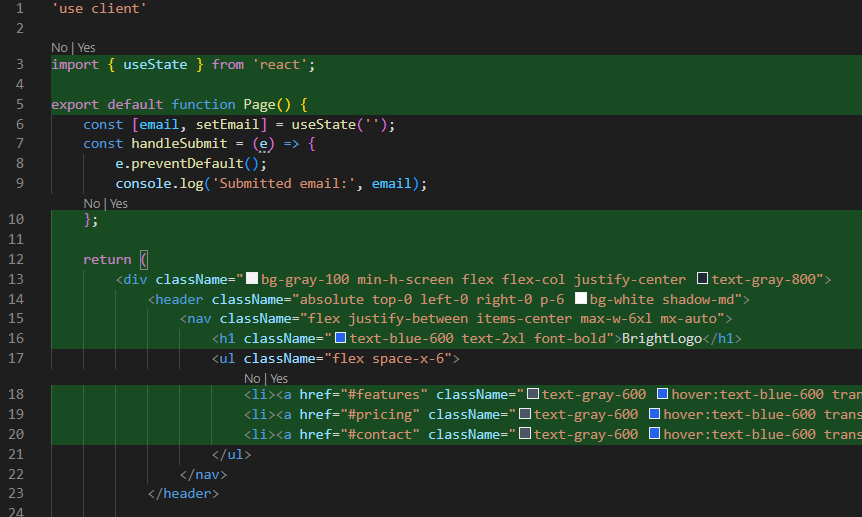 1 'use client'
2
No | Yes
3 import { useState } from 'react';
4
5 export default function Page() {
6 const [email, setEmail] = useState('');
7 const handleSubmit = (e) => {
8 e.preventDefault();
9 console.log('Submitted email:', email);
No | Yes
10 };
11
12 return (
13 <div className="bg-gray-100 min-h-screen flex flex-col justify-center text-gray-800">
14 <header className="absolute top-0 left-0 right-0 p-6 bg-white shadow-md">
15 <nav className="flex justify-between items-center max-w-6xl mx-auto">
16 <h1 className="text-blue-600 text-2xl font-bold">BrightLogo</h1>
17 <ul className="flex space-x-6">
No | Yes
18 <li><a href="#features" className="text-gray-600 hover:text-blue-600 tran
19 <li><a href="#pricing" className="text-gray-600 hover:text-blue-600 trans
20 <li><a href="#contact" className="text-gray-600 hover:text-blue-600 trans
21 </ul>
22 </nav>
23 </header>
24